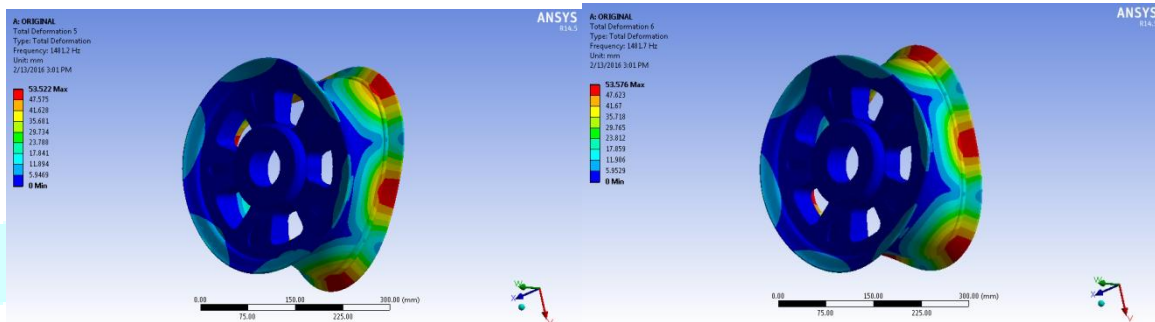 A: ORIGINAL
Total Deformation 5
Type: Total Deformation
Frequency: 1481.2 Hz
Unit: mm
2/13/2016 3:01 PM
53.522 Max
47.575
41.628
35.681
29.734
23.788
17.841
11.894
5.9469
0 Min
ANSYS
R14.5
0.00 150.00 300.00 (mm)
75.00 225.00
X
A: ORIGINAL
Total Deformation 6
Type: Total Deformation
Frequency: 1481.7 Hz
Unit: mm
2/13/2016 3:01 PM
53.576 Max
47.623
41.67
35.718
29.765
23.812
17.859
11.906
5.9529
0 Min
ANSYS
R14.5
0.00 150.00 300.00 (mm)
75.00 225.00
X